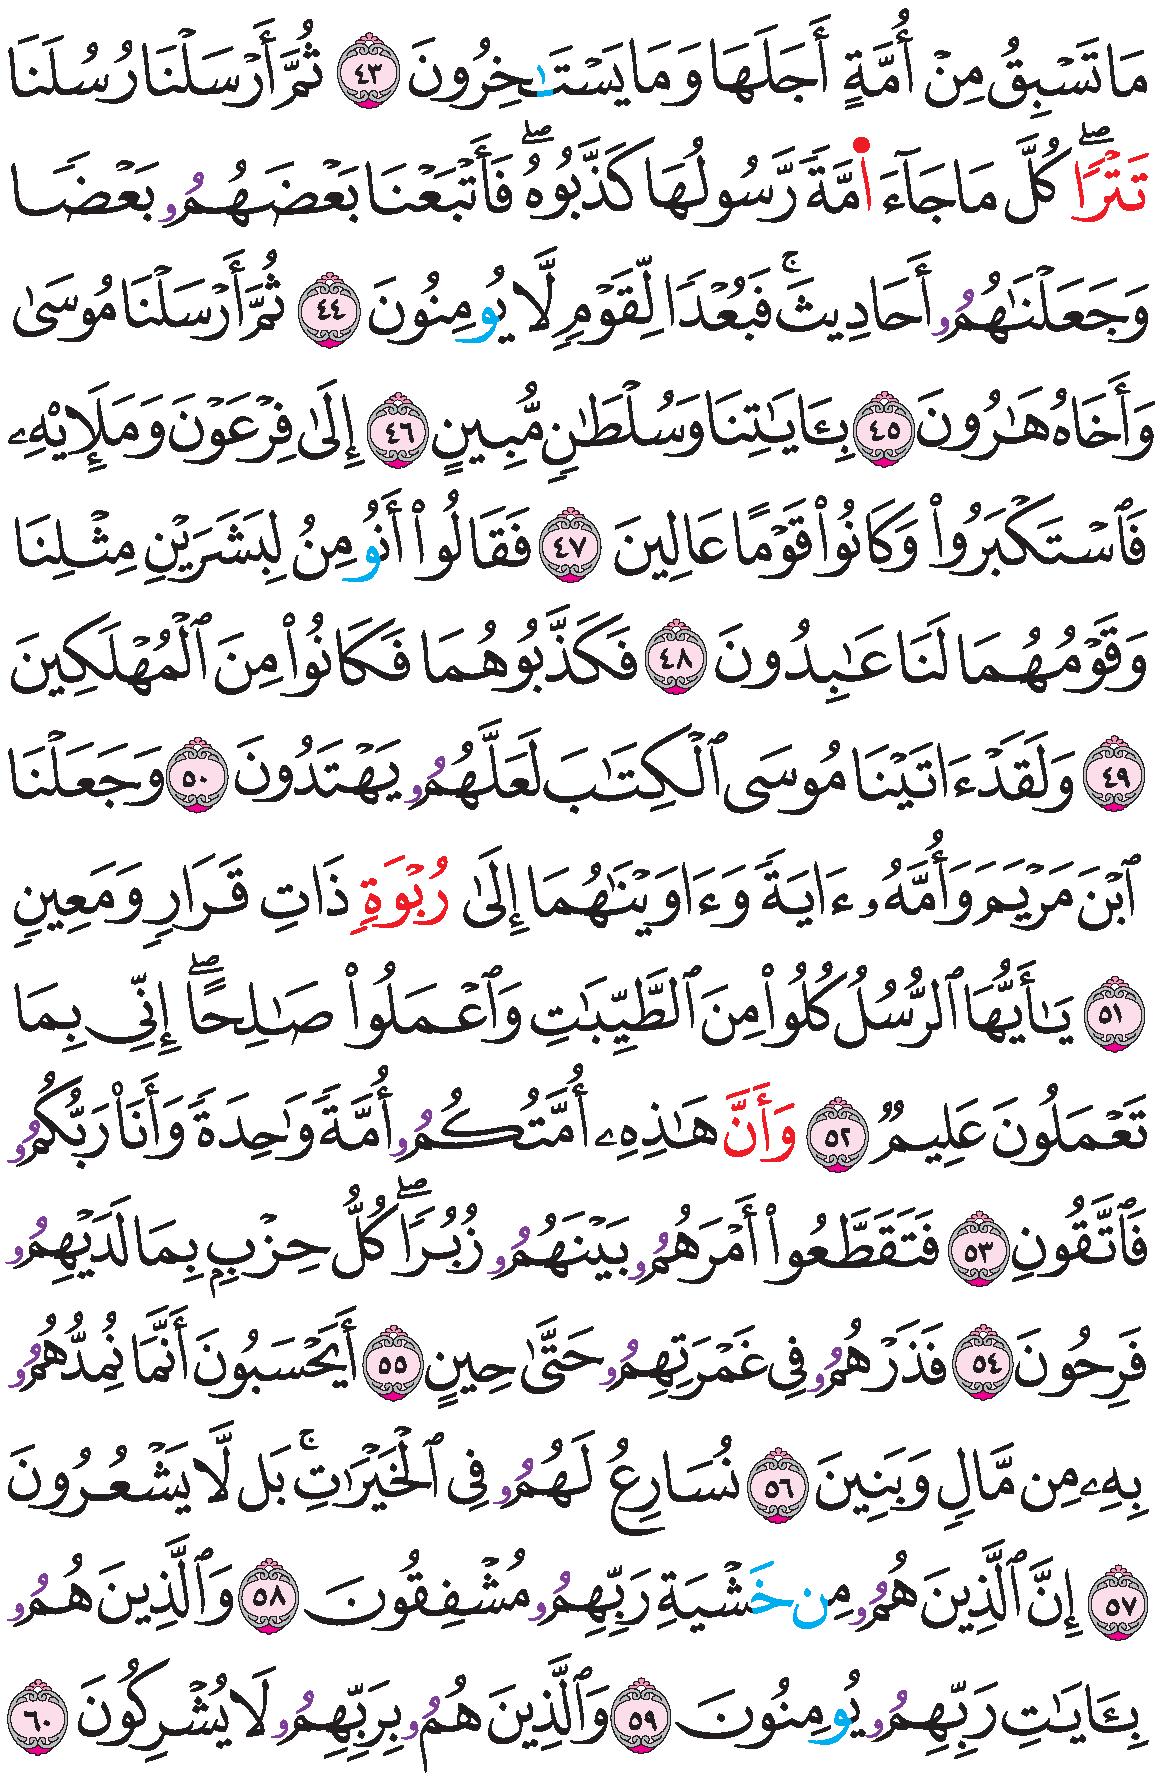 مَا تَسْبِقُ مِنْ أُمَّةٍ أَجَلَهَا وَمَا يَسْتَـٰخِرُونَ ٤٣ ثُمَّ أَرْسَلْنَا رُسُلَنَا
تَتْرًاۖ كُلَّ مَا جَآءَ ا۬مَّةً رَّسُولُهَا كَذَّبُوهُۖ فَأَتْبَعْنَا بَعْضَهُمُۥ بَعْضًا
وَجَعَلْنَٰهُمُۥ أَحَادِيثَۚ فَبُعْدًا لِّقَوْمٍ لَّا يُومِنُونَ ٤٤ ثُمَّ أَرْسَلْنَا مُوسَىٰ
وَأَخَاهُ هَٰرُونَ ٤٥ بِـَٔايَٰتِنَا وَسُلْطَٰنٍ مُّبِينٍ ٤٦ إِلَىٰ فِرْعَوْنَ وَمَلَإِي۟هِۦ
فَٱسْتَكْبَرُوا۟ وَكَانُوا۟ قَوْمًا عَالِينَ ٤٧ فَقَالُوٓا۟ أَنُومِنُ لِبَشَرَيْنِ مِثْلِنَا
وَقَوْمُهُمَا لَنَا عَٰبِدُونَ ٤٨ فَكَذَّبُوهُمَا فَكَانُوا۟ مِنَ ٱلْمُهْلَكِينَ
٤٩ وَلَقَدْ ءَاتَيْنَا مُوسَى ٱلْكِتَٰبَ لَعَلَّهُمُۥ يَهْتَدُونَ ٥٠ وَجَعَلْنَا
ٱبْنَ مَرْيَمَ وَأُمَّهُۥ ءَايَةً وَءَاوَيْنَٰهُمَا إِلَىٰ رُبْوَةٍ ذَاتِ قَرَارٍ وَمَعِينٍ
٥١ يَٰأَيُّهَا ٱلرُّسُلُ كُلُوا۟ مِنَ ٱلطَّيِّبَٰتِ وَٱعْمَلُوا۟ صَٰلِحًاۖ إِنِّي بِمَا
تَعْمَلُونَ عَلِيمٌ ٥٢ وَأَنَّ هَٰذِهِۦ أُمَّتُكُمُۥ أُمَّةً وَٰحِدَةً وَأَنَا۠ رَبُّكُمُۥ
فَٱتَّقُونِ ٥٣ فَتَقَطَّعُوا۟ أَمْرَهُمُۥ بَيْنَهُمُۥ زُبُرًاۖ كُلُّ حِزْبٍ بِمَا لَدَيْهِمُۥ
فَرِحُونَ ٥٤ فَذَرْهُمُۥ فِي غَمْرَتِهِمُۥ حَتَّىٰ حِينٍ ٥٥ أَيَحْسَبُونَ أَنَّمَا نُمِدُّهُمُۥ
بِهِۦ مِن مَّالٍ وَبَنِينَ ٥٦ نُسَارِعُ لَهُمُۥ فِي ٱلْخَيْرَٰتِۚ بَل لَّا يَشْعُرُونَ
٥٧ إِنَّ ٱلَّذِينَ هُمُۥ مِنْ خَشْيَةِ رَبِّهِمُۥ مُشْفِقُونَ ٥٨ وَٱلَّذِينَ هُمُۥ
بِـَٔايَٰتِ رَبِّهِمُۥ يُومِنُونَ ٥٩ وَٱلَّذِينَ هُمُۥ بِرَبِّهِمُۥ لَا يُشْرِكُونَ ٦٠